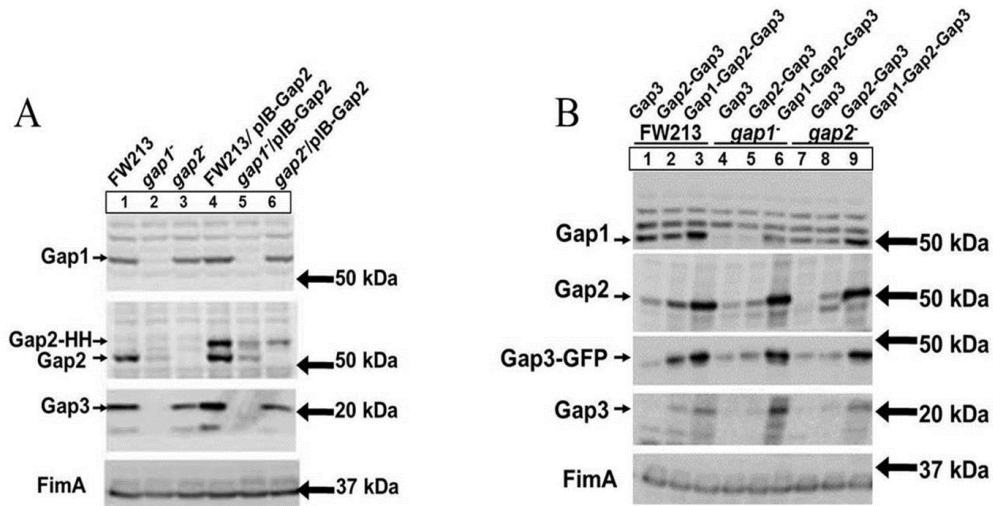 A
FW213
gap1-
gap2-
FW213/ pIB-Gap2
gap1-/pIB-Gap2
gap2-/pIB-Gap2
1 2 3 4 5 6
Gap1
50 kDa
Gap2-HH
Gap2
50 kDa
Gap3
20 kDa
FimA
37 kDa
B
Gap3
Gap2-Gap3
Gap1-Gap2-Gap3
Gap3
Gap2-Gap3
Gap1-Gap2-Gap3
Gap3
Gap2-Gap3
Gap1-Gap2-Gap3
FW213 gap1- gap2-
1 2 3 4 5 6 7 8 9
Gap1
50 kDa
Gap2
50 kDa
50 kDa
Gap3-GFP
Gap3
20 kDa
37 kDa
FimA